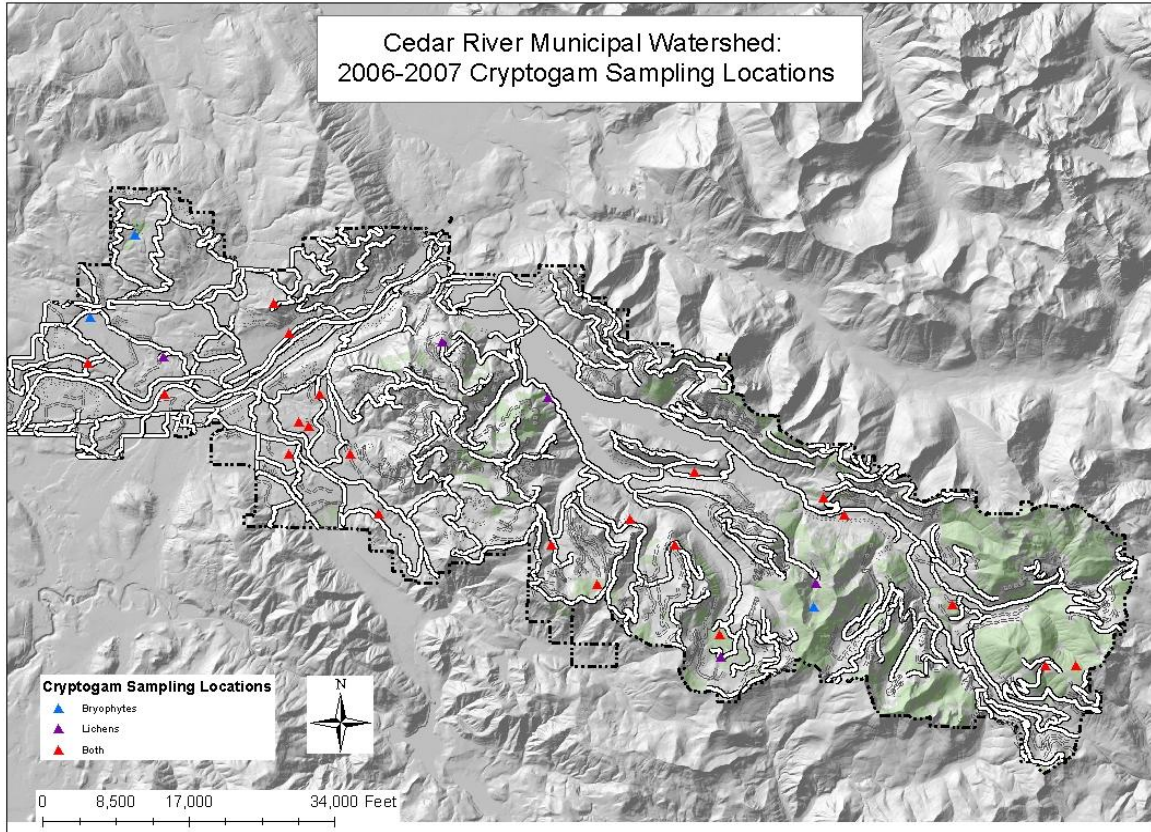 Cedar River Municipal Watershed:
2006-2007 Cryptogam Sampling Locations
Cryptogam Sampling Locations
Bryophytes
Lichens
Both
N
0 8,500 17,000 34,000 Feet